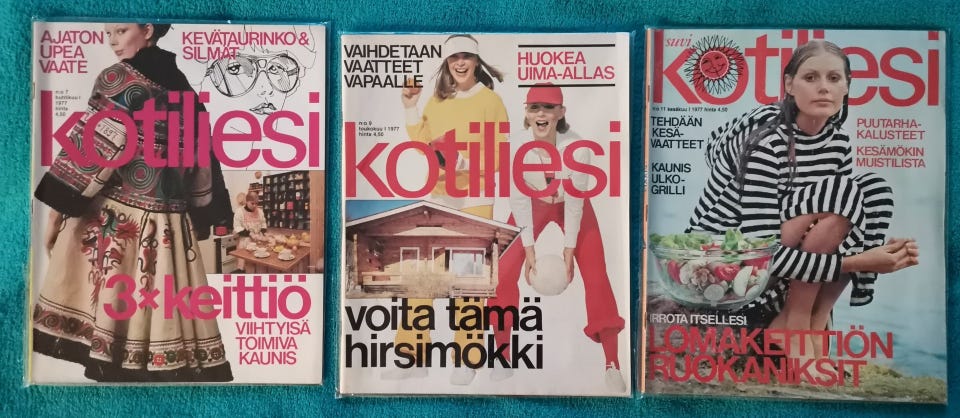 AJATON
UPEA
VAATE
KEVÄTAURINKO &
SILMÄT
n:o 7
huhtikuu I
1977
hinta
4,50
kotiliesi
3×keittiö
VIIHTYISÄ
TOIMIVA
KAUNIS
VAIHDETAAN
VAATTEET
VAPAALLE
HUOKEA
UIMA-ALLAS
n:o 9
toukokuu I 1977
hinta 4,50
kotiliesi
voita tämä
hirsimökki
suvi
kotiliesi
n:o 11 kesäkuu I 1977 hinta 4,50
TEHDÄÄN
KESÄ-
VAATTEET
KAUNIS
ULKO-
GRILLI
PUUTARHA-
KALUSTEET
KESÄMÖKIN
MUISTILISTA
IRROTA ITSELLESI
LOMAKEITTIÖN
RUOKANIKSIT